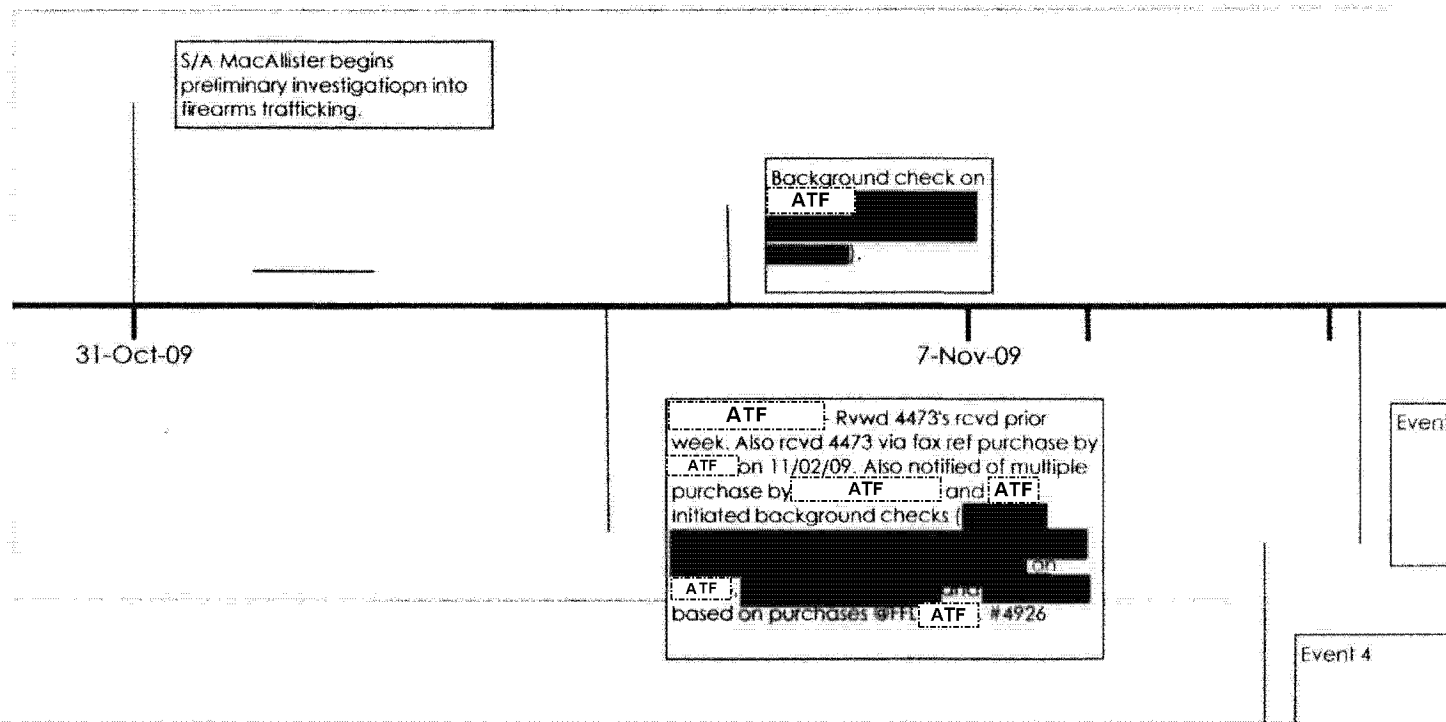 S/A MacAllister begins
preliminary investigatiopn into
firearms trafficking.
Background check on
ATF
).
31-Oct-09
7-Nov-09
ATF - Rvwd 4473's rcvd prior
week. Also rcvd 4473 via fax ref purchase by
ATF on 11/02/09. Also notified of multiple
purchase by ATF and ATF
initiated background checks (
on
ATF, and
based on purchases @FFL ATF. #4926
Event
Event 4